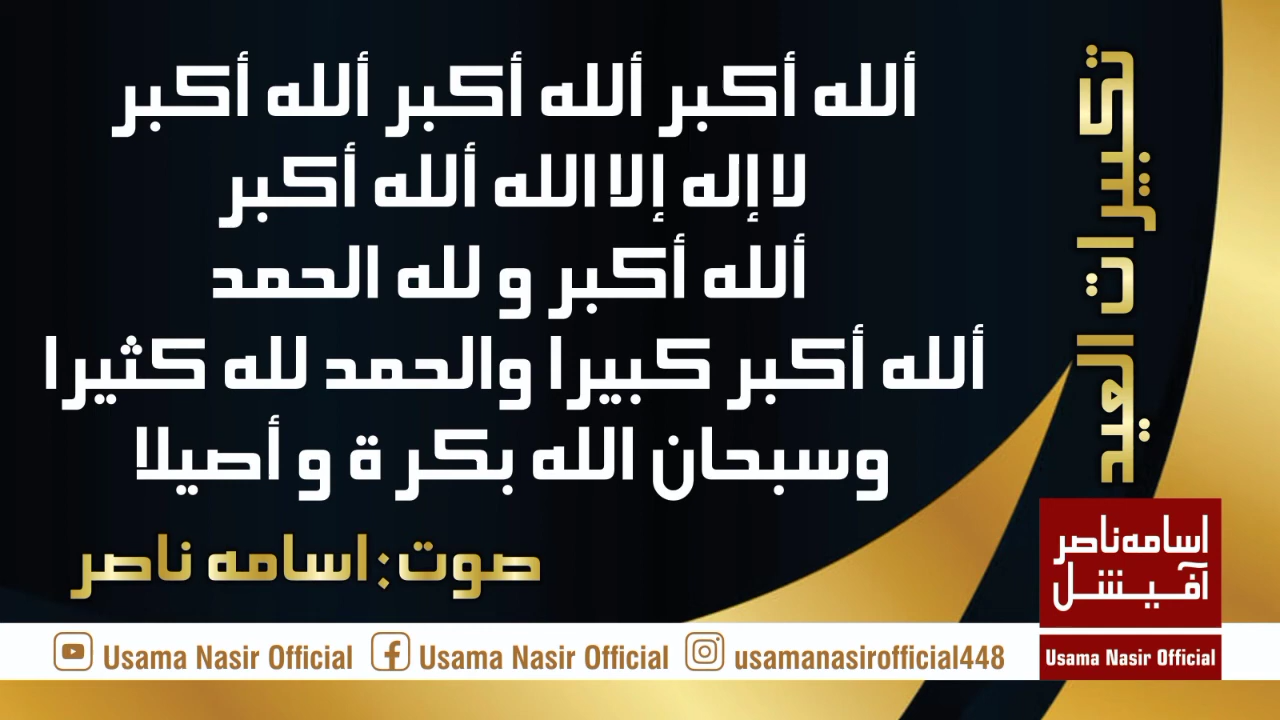 ألله أكبر ألله أكبر ألله أكبر
لا إله إلا الله ألله أكبر
ألله أكبر و لله الحمد
ألله أكبر كبيرا والحمد لله كثيرا
وسبحان الله بكر ة و أصيلا
صوت: اسامه ناصر
تكبيرات العيد
اسامه ناصر
آفیشل
Usama Nasir Official
Usama Nasir Official
usamanasirofficial448
Usama Nasir Official